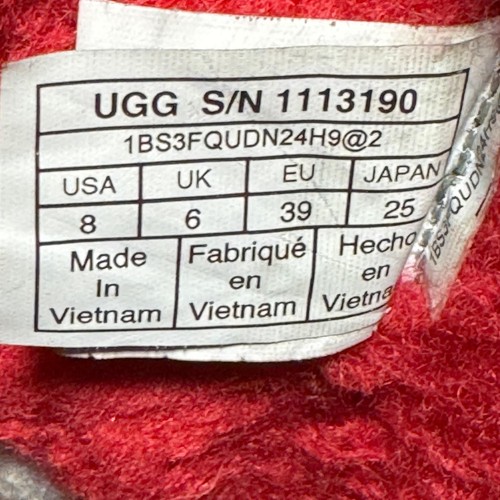 UGG S/N 1113190
1BS3FQUDN24H9@2
USA UK EU JAPAN
8 6 39 25
Made Fabriqué Hecho
In en en
Vietnam Vietnam